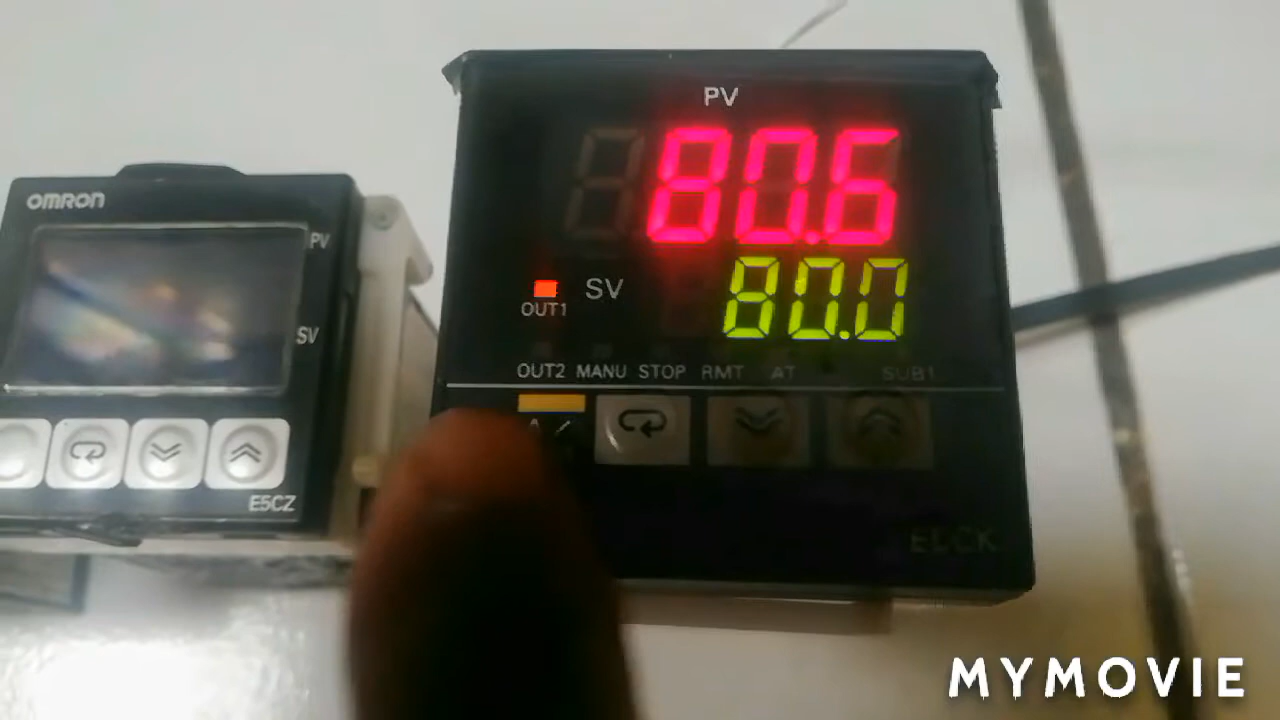 OMRON
PV
SV
E5CZ
PV
80.6
OUT1 SV 80.0
OUT2 MANU STOP RMT AT SUB1
A
MYMOVIE